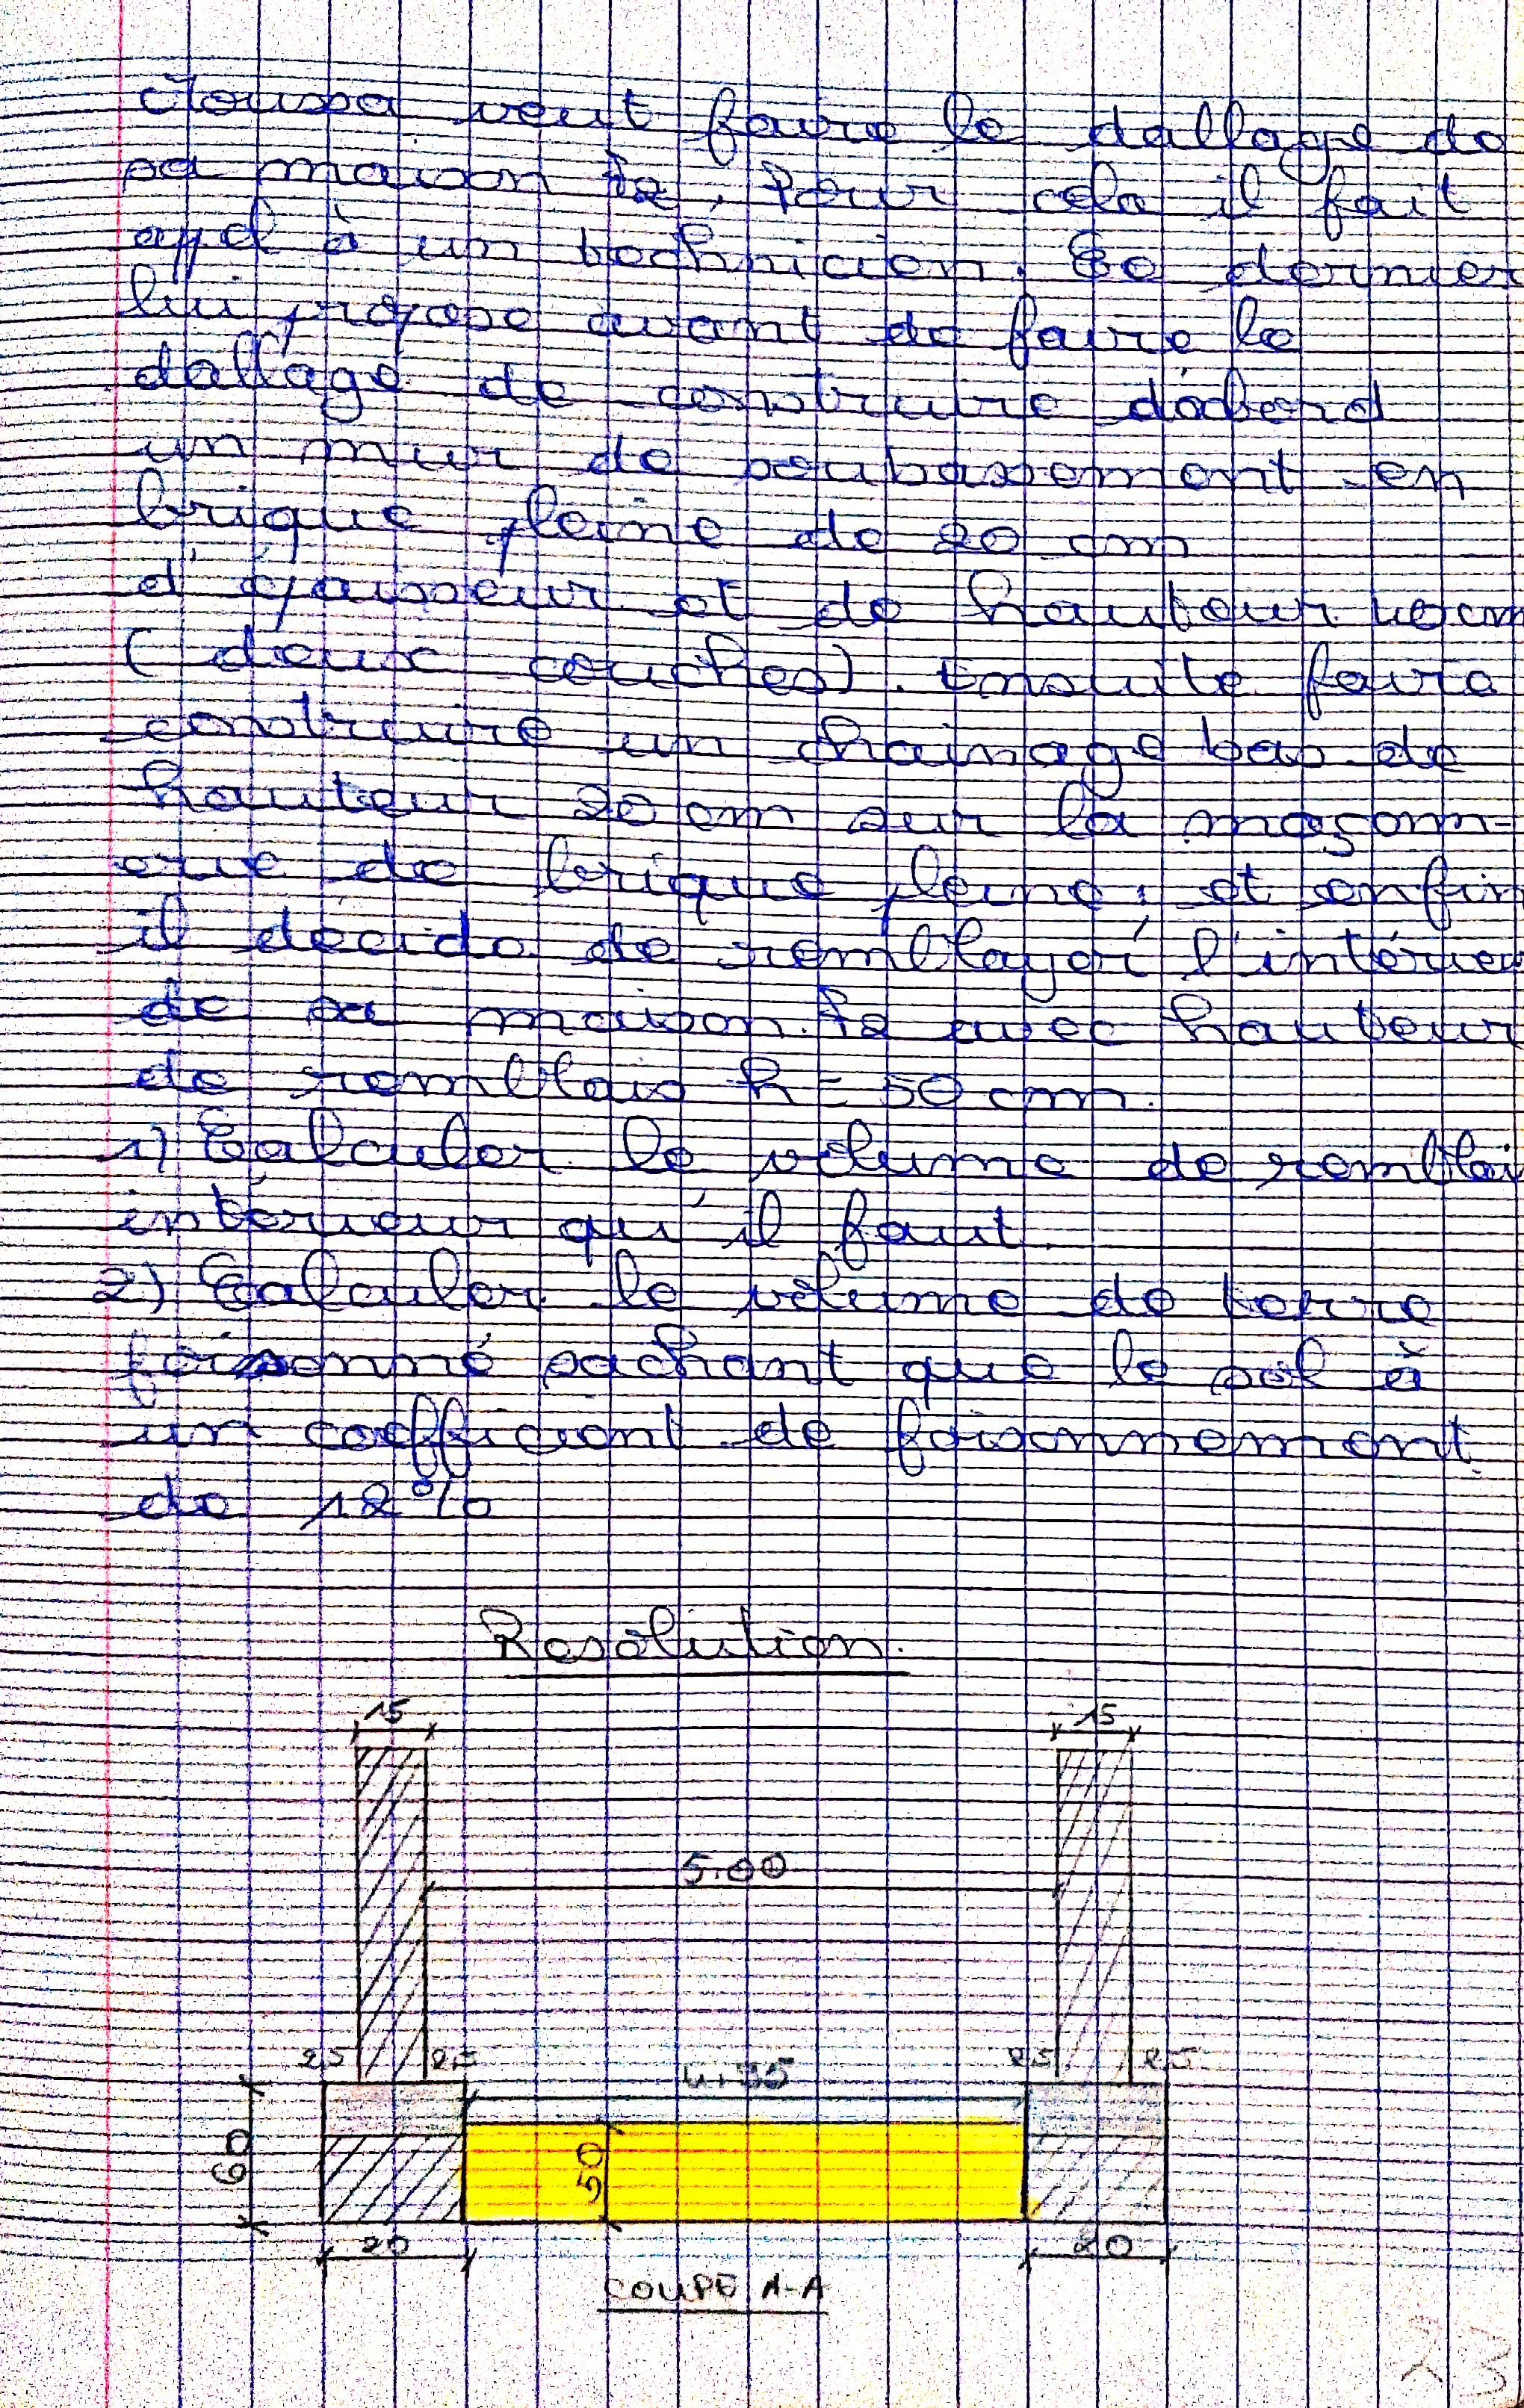 Moussa veut faire le dallage de
sa maison F2, Pour cela il fait
appel à un technicien. Ce dernier
lui propose avant de faire le
dallage de construire d'abord
un mur de soubassement en
brique pleine de 20 cm
d'épaisseur et de hauteur 40cm
(deux couches). Ensuite faire
construire un chainage bas de
hauteur 20 cm sur la maçonn-
erie de brique pleine; et enfin
il décide de remblayer l'intérieu
de sa maison F2 avec hauteur
de remblais h = 50 cm.
1) Calculer le volume de remblai
intérieur qu'il faut.
2) Calculer le volume de terre
foisonné sachant que le sol à
un coefficient de foisonnement
de 12%
Resolution.
15 15
5.00
2,5 2,5 4.95 2,5 2,5
60 50
20 20
COUPE A-A
23